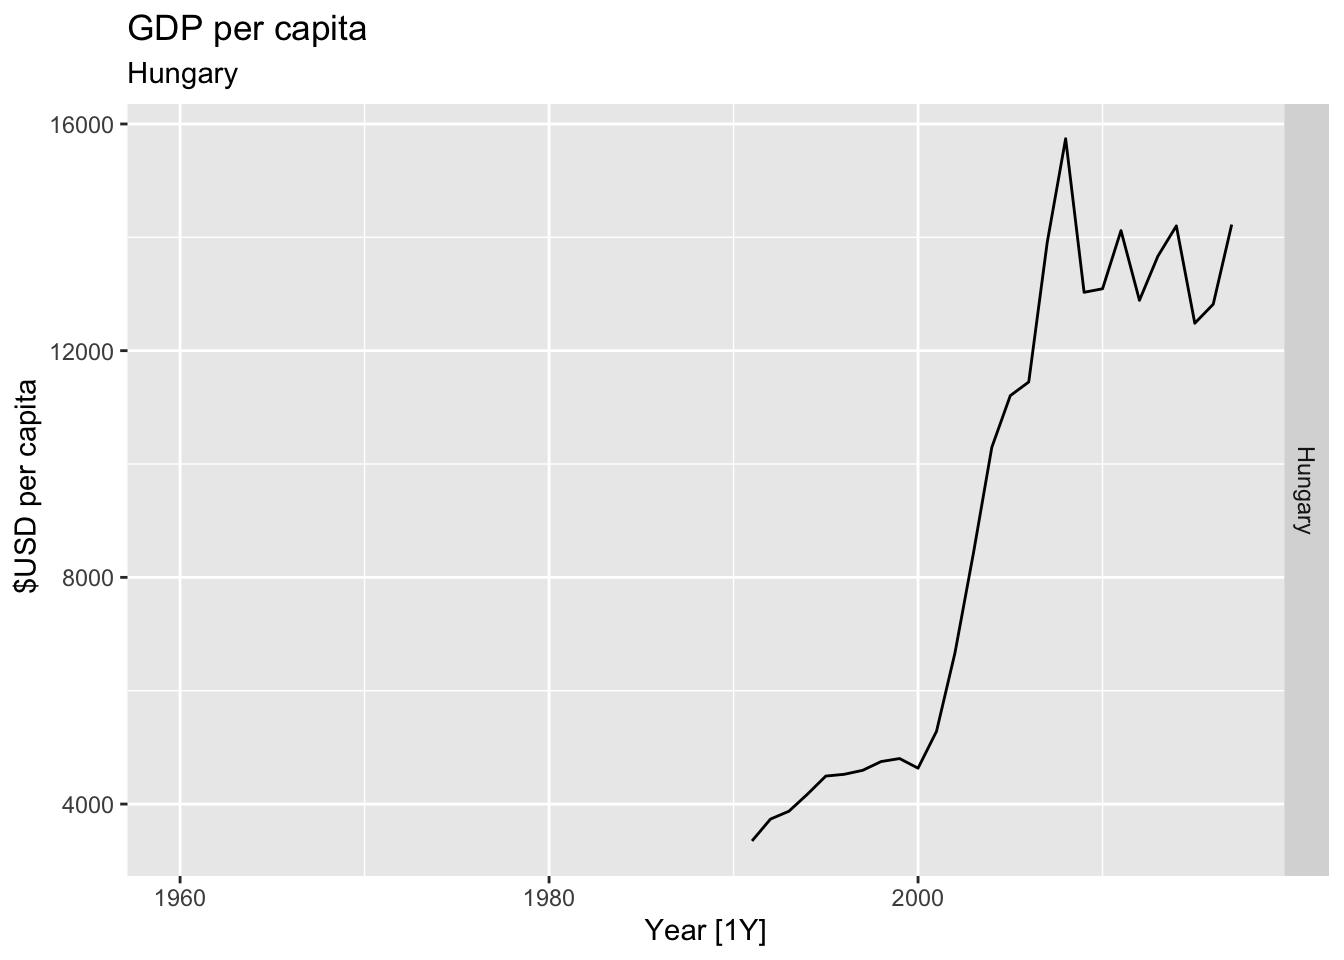 GDP per capita
Hungary
16000
12000
8000
4000
$USD per capita
Hungary
1960
1980
2000
Year [1Y]